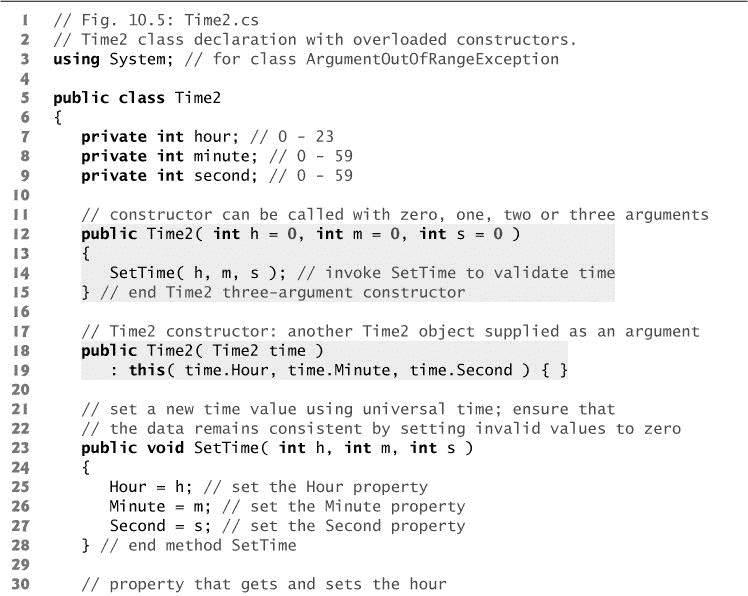 1 // Fig. 10.5: Time2.cs
2 // Time2 class declaration with overloaded constructors.
3 using System; // for class ArgumentOutOfRangeException
4
5 public class Time2
6 {
7    private int hour; // 0 - 23
8    private int minute; // 0 - 59
9    private int second; // 0 - 59
10
11    // constructor can be called with zero, one, two or three arguments
12    public Time2( int h = 0, int m = 0, int s = 0 )
13    {
14       SetTime( h, m, s ); // invoke SetTime to validate time
15    } // end Time2 three-argument constructor
16
17    // Time2 constructor: another Time2 object supplied as an argument
18    public Time2( Time2 time )
19       : this( time.Hour, time.Minute, time.Second ) { }
20
21    // set a new time value using universal time; ensure that
22    // the data remains consistent by setting invalid values to zero
23    public void SetTime( int h, int m, int s )
24    {
25       Hour = h; // set the Hour property
26       Minute = m; // set the Minute property
27       Second = s; // set the Second property
28    } // end method SetTime
29
30    // property that gets and sets the hour